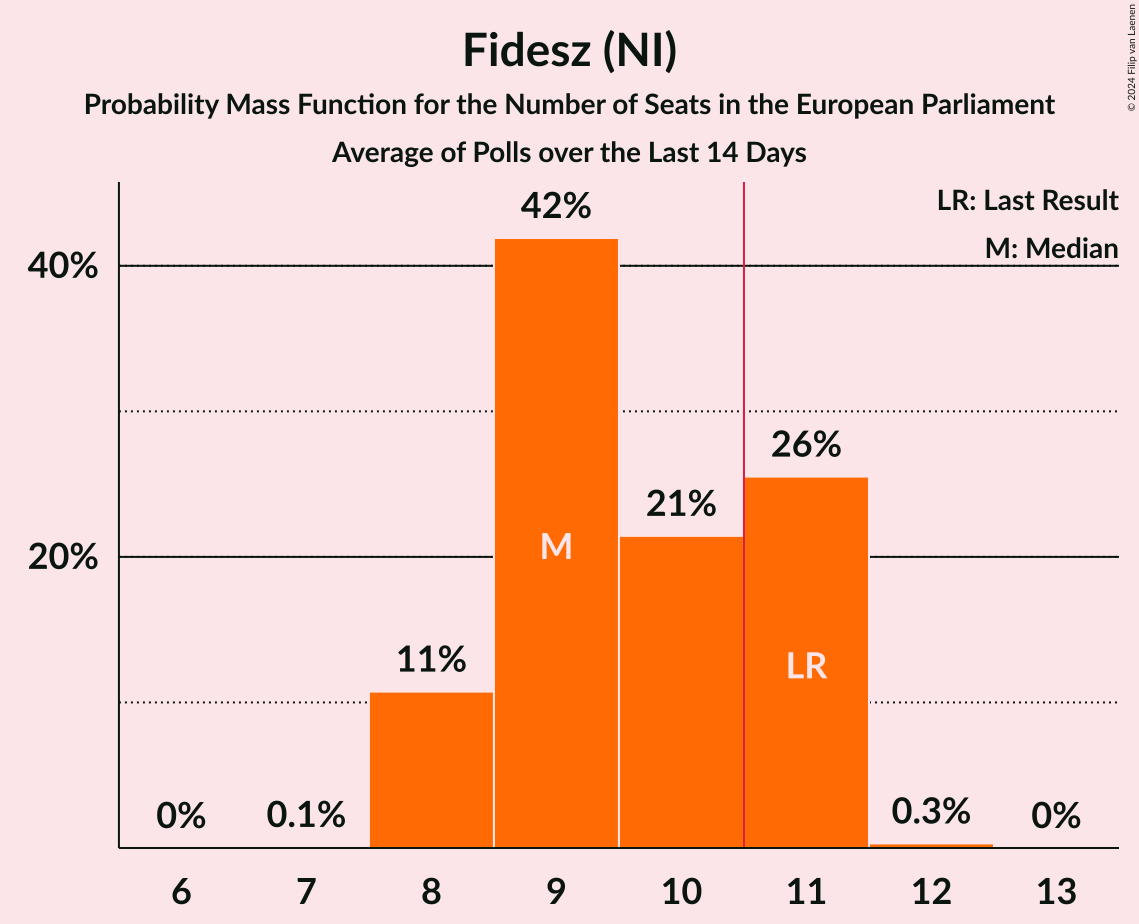 Fidesz (NI)
Probability Mass Function for the Number of Seats in the European Parliament
Average of Polls over the Last 14 Days
© 2024 Filip van Laenen
LR: Last Result
M: Median
40%
20%
0%
0.1%
11%
42%
21%
26%
0.3%
0%
M
LR
6
7
8
9
10
11
12
13